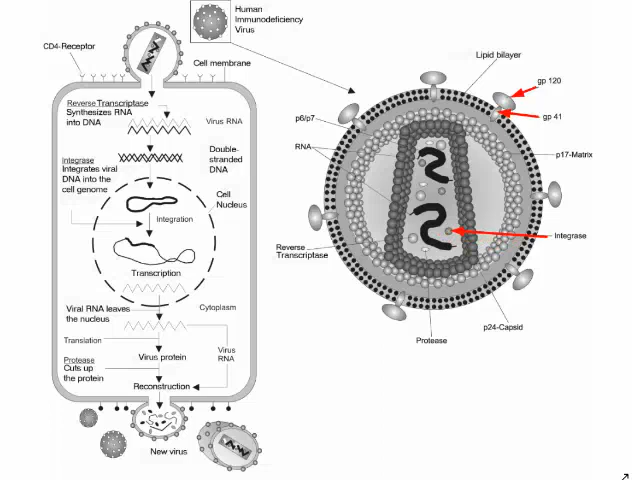 Human
Immunodeficiency
Virus
CD4-Receptor
Cell membrane
Reverse Transcriptase
Synthesizes RNA
into DNA
Virus RNA
Integrase
Integrates viral
DNA into the
cell genome
Double-
stranded
DNA
Cell
Nucleus
Integration
Transcription
Viral RNA leaves
the nucleus
Cytoplasm
Translation
Virus protein
Virus
RNA
Protease
Cuts up
the protein
Reconstruction
New virus
Lipid bilayer
gp 120
gp 41
p6/p7
RNA
p17-Matrix
Integrase
Reverse
Transcriptase
p24-Capsid
Protease